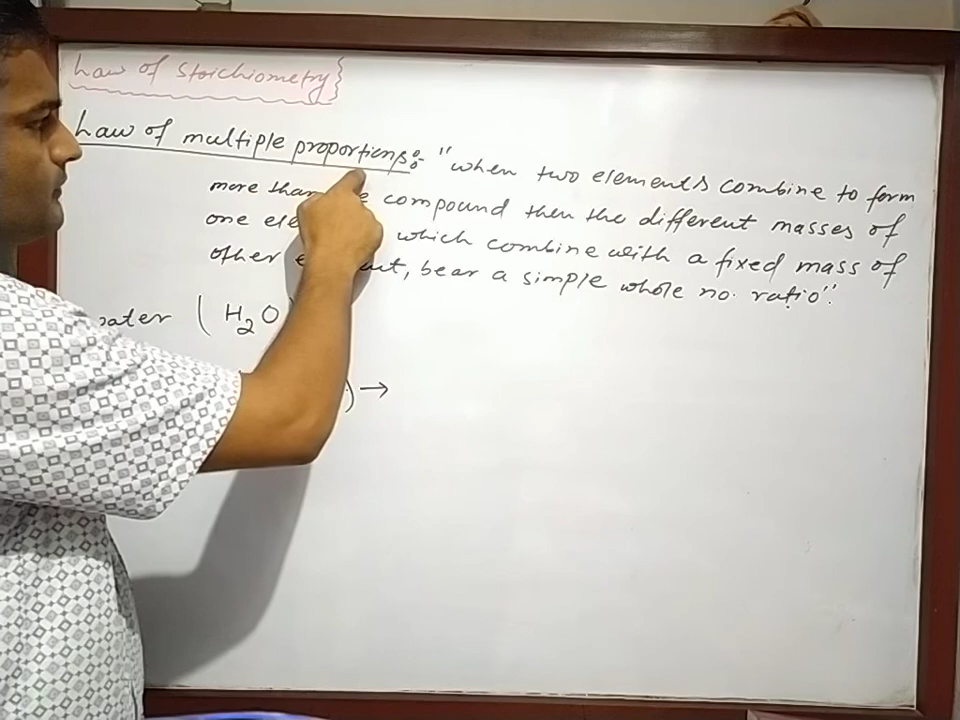 Law of Stoichiometry}
Law of multiple proportions:- "when two elements combine to form
more than compound then the different masses of
one which combine with a fixed mass of
other bear a simple whole no. ratio".
water (H2O
) →